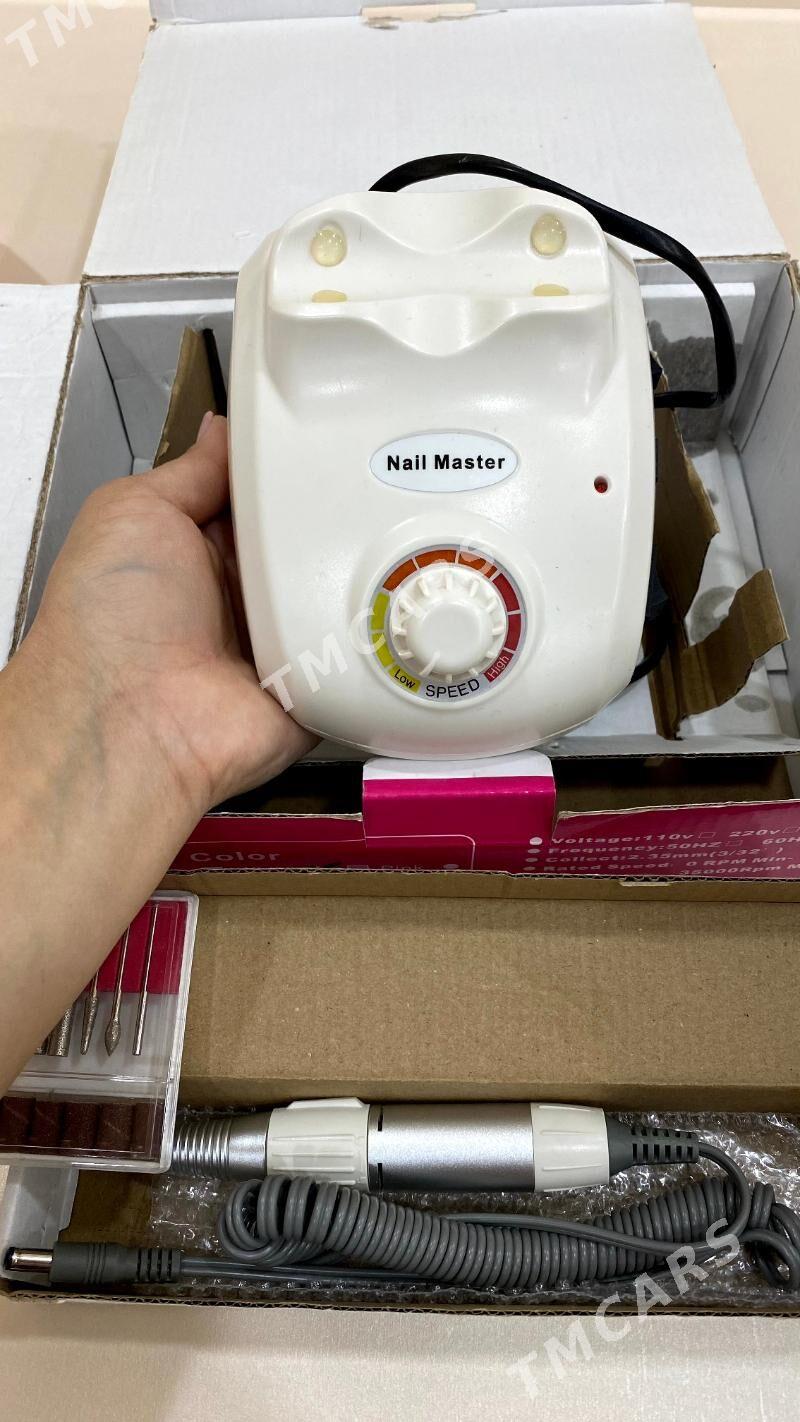 TMCARS
Nail Master
TMCARS
Low
SPEED
High
Voltage:110v 220v
Color
Frequency:50HZ 60H
Pink
Collect:2.35mm(3/32")
Rated Speed
RPM Min-
35000Rpm M
TMCARS